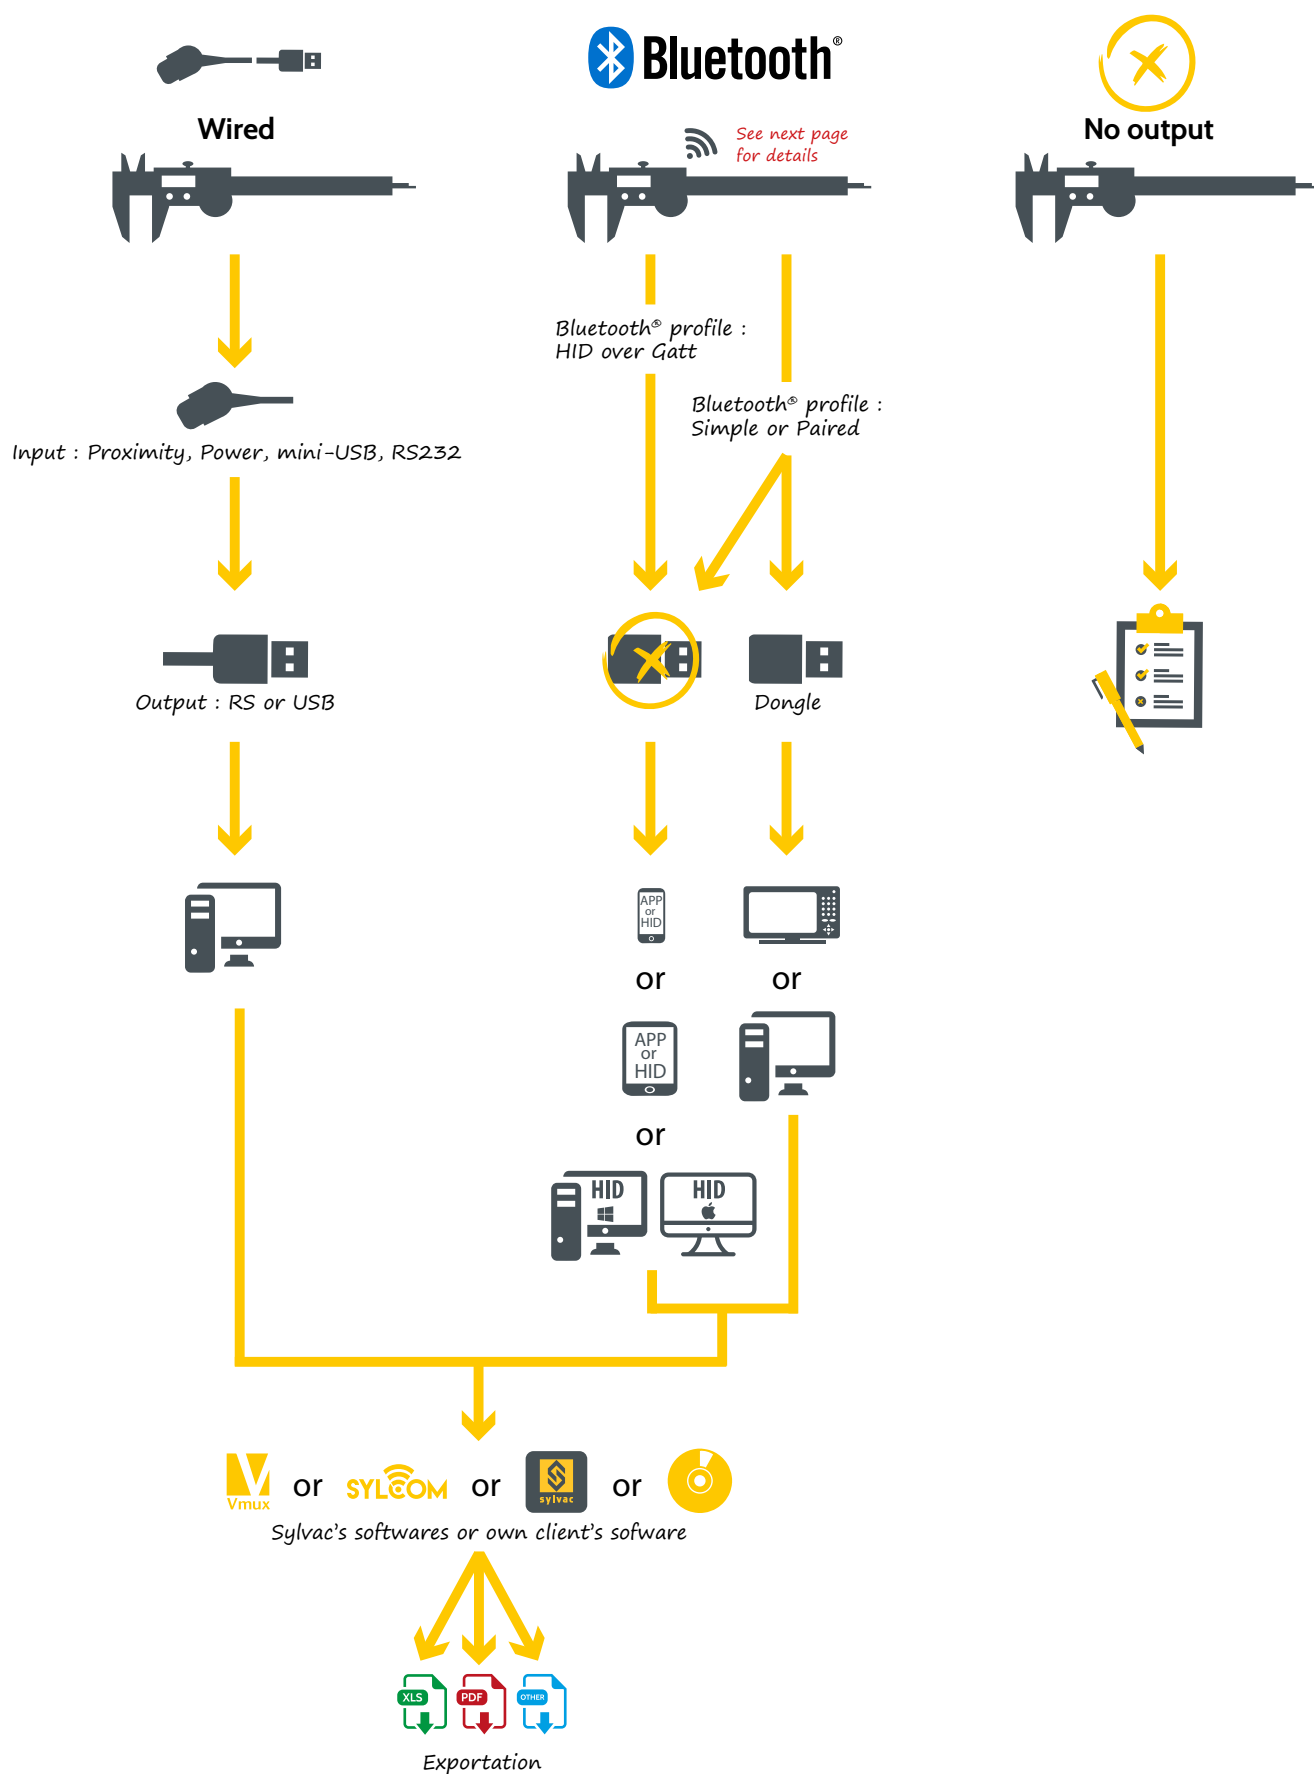 Bluetooth®
Wired
No output
See next page
for details
Bluetooth® profile :
HID over Gatt
Bluetooth® profile :
Simple or Paired
Input : Proximity, Power, mini-USB, RS232
Output : RS or USB
Dongle
APP
or
HID
or
or
APP
or
HID
or
HID
HID
V
Vmux
or
SYLCOM
or
sylvac
or
Sylvac's softwares or own client's sofware
XLS
PDF
OTHER
Exportation